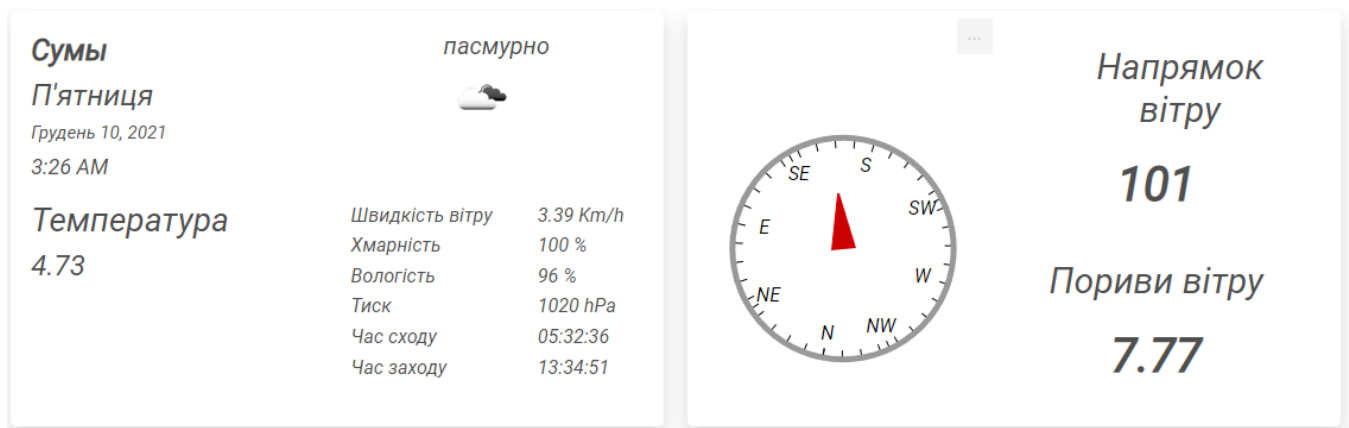 Сумы
П'ятниця
Грудень 10, 2021
3:26 AM
пасмурно
Температура
4.73
Швидкість вітру 3.39 Km/h
Хмарність 100 %
Вологість 96 %
Тиск 1020 hPa
Час сходу 05:32:36
Час заходу 13:34:51
...
SE S
SW
E
W
NE
N NW
Напрямок
вітру
101
Пориви вітру
7.77